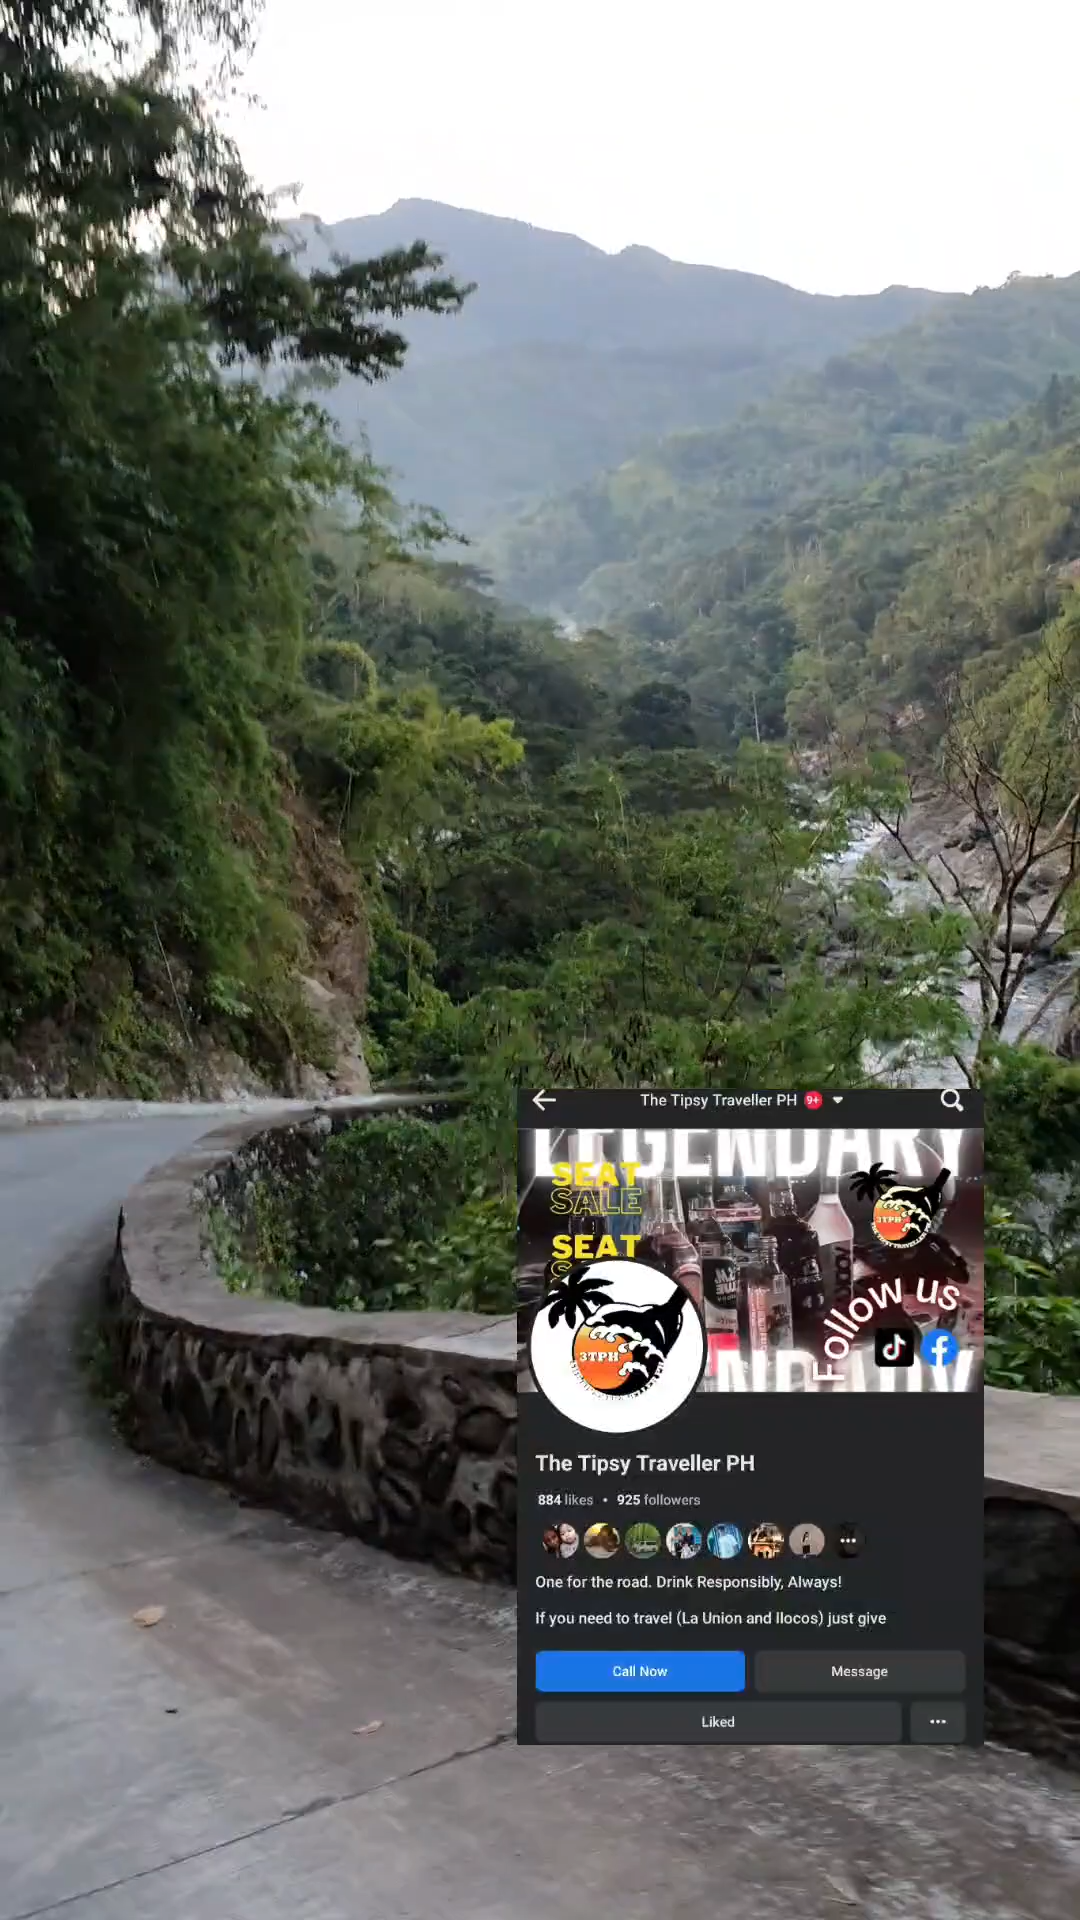 The Tipsy Traveller PH 9+
LEGENDARY
SEAT
SALE
SEAT
3TPH
Follow us
3TPH
The Tipsy Traveller PH
884 likes • 925 followers
One for the road. Drink Responsibly, Always!
If you need to travel (La Union and Ilocos) just give
Call Now
Message
Liked